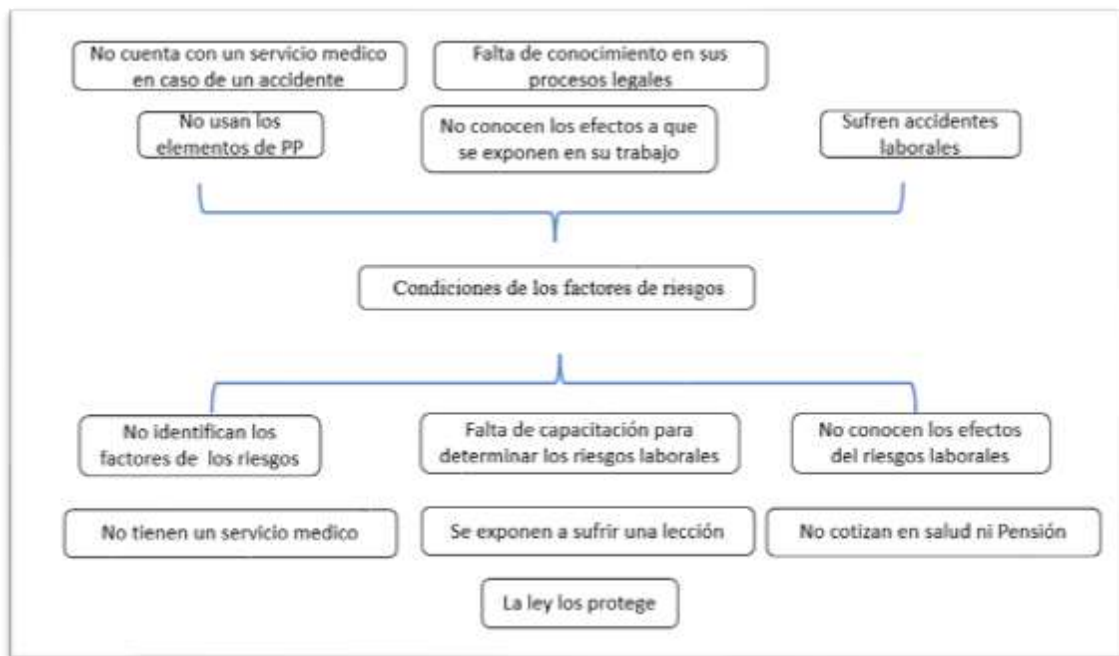 No cuenta con un servicio medico
en caso de un accidente
Falta de conocimiento en sus
procesos legales
No usan los
elementos de PP
No conocen los efectos a que
se exponen en su trabajo
Sufren accidentes
laborales
Condiciones de los factores de riesgos
No identifican los
factores de los riesgos
Falta de capacitación para
determinar los riesgos laborales
No conocen los efectos
del riesgos laborales
No tienen un servicio medico
Se exponen a sufrir una lección
No cotizan en salud ni Pensión
La ley los protege